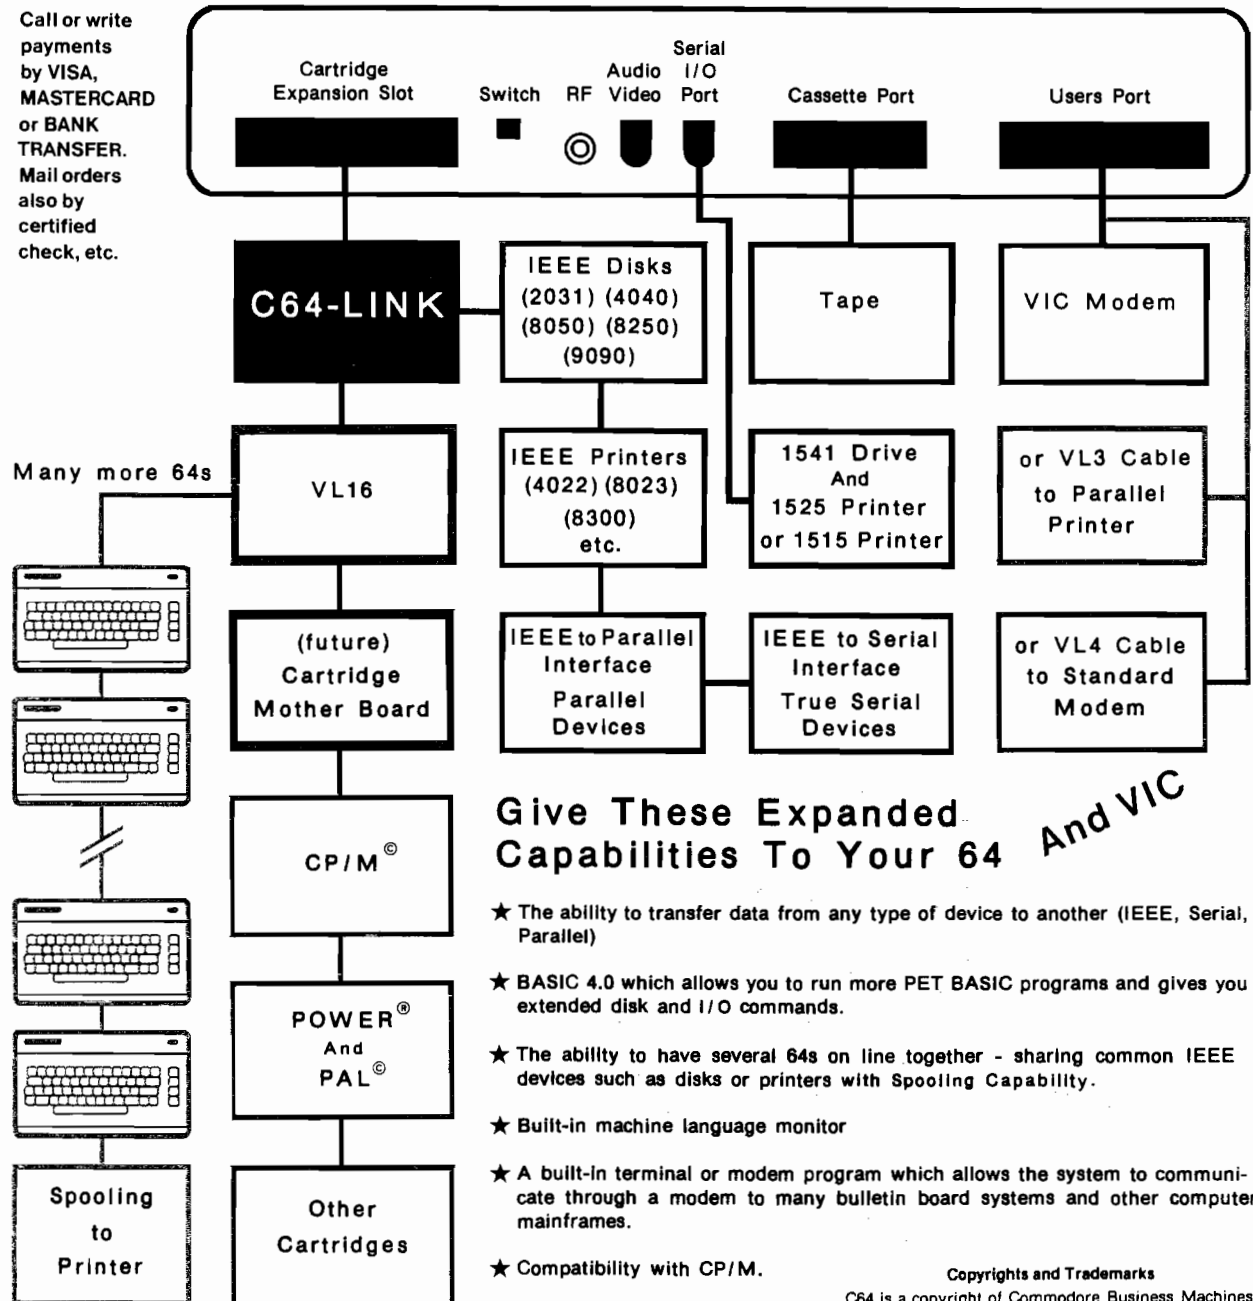 Call or write
payments
by VISA,
MASTERCARD
or BANK
TRANSFER.
Mail orders
also by
certified
check, etc.
Cartridge
Expansion Slot
Switch
RF
Audio
Video
Serial
I/O
Port
Cassette Port
Users Port
C64-LINK
IEEE Disks
(2031) (4040)
(8050) (8250)
(9090)
Tape
VIC Modem
Many more 64s
VL16
IEEE Printers
(4022) (8023)
(8300)
etc.
1541 Drive
And
1525 Printer
or 1515 Printer
or VL3 Cable
to Parallel
Printer
(future)
Cartridge
Mother Board
IEEE to Parallel
Interface
Parallel
Devices
IEEE to Serial
Interface
True Serial
Devices
or VL4 Cable
to Standard
Modem
CP/M©
POWER®
And
PAL©
Spooling
to
Printer
Other
Cartridges
Give These Expanded
Capabilities To Your 64
And VIC
★ The ability to transfer data from any type of device to another (IEEE, Serial,
Parallel)
★ BASIC 4.0 which allows you to run more PET BASIC programs and gives you
extended disk and I/O commands.
★ The ability to have several 64s on line together - sharing common IEEE
devices such as disks or printers with Spooling Capability.
★ Built-in machine language monitor
★ A built-in terminal or modem program which allows the system to communi-
cate through a modem to many bulletin board systems and other computer
mainframes.
★ Compatibility with CP/M.
Copyrights and Trademarks
C64 is a copyright of Commodore Business Machines